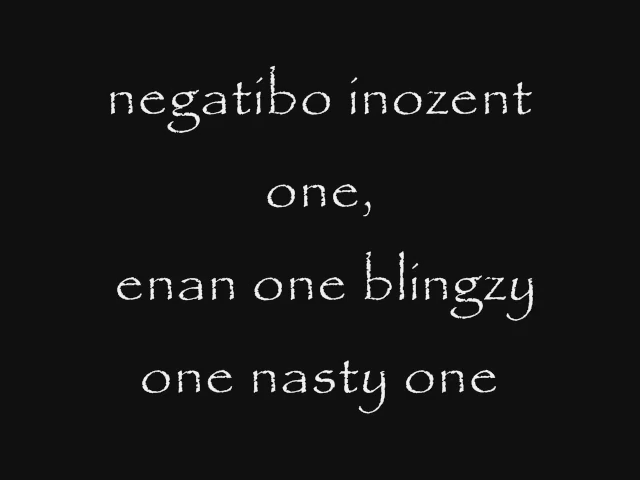 negatibo inozent
one,
enan one blingzy
one nasty one